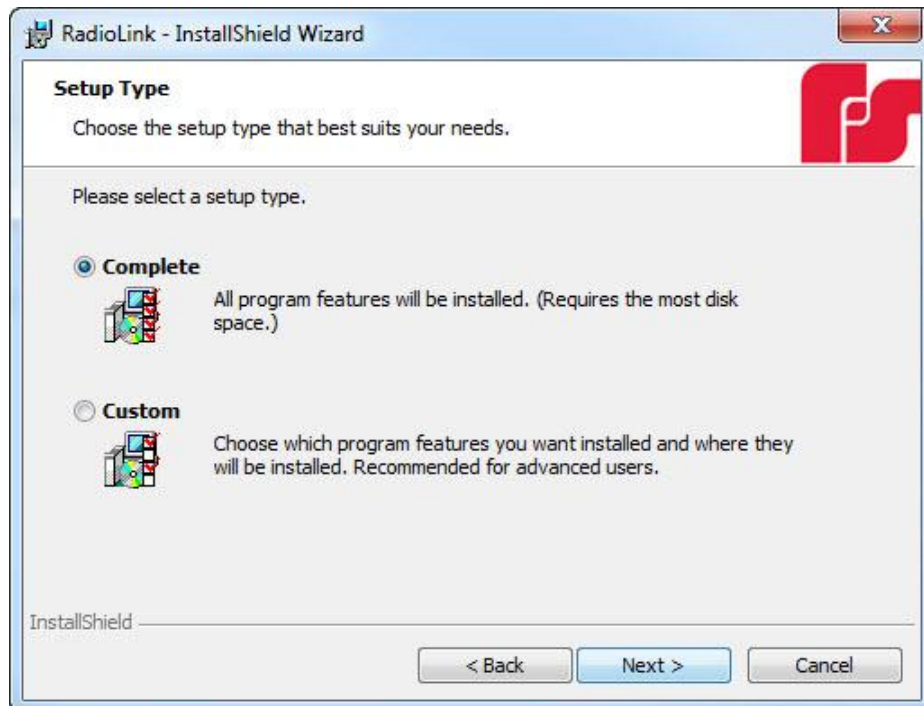 RadioLink - InstallShield Wizard
Setup Type
Choose the setup type that best suits your needs.
Please select a setup type.
Complete
All program features will be installed. (Requires the most disk
space.)
Custom
Choose which program features you want installed and where they
will be installed. Recommended for advanced users.
InstallShield
< Back
Next >
Cancel